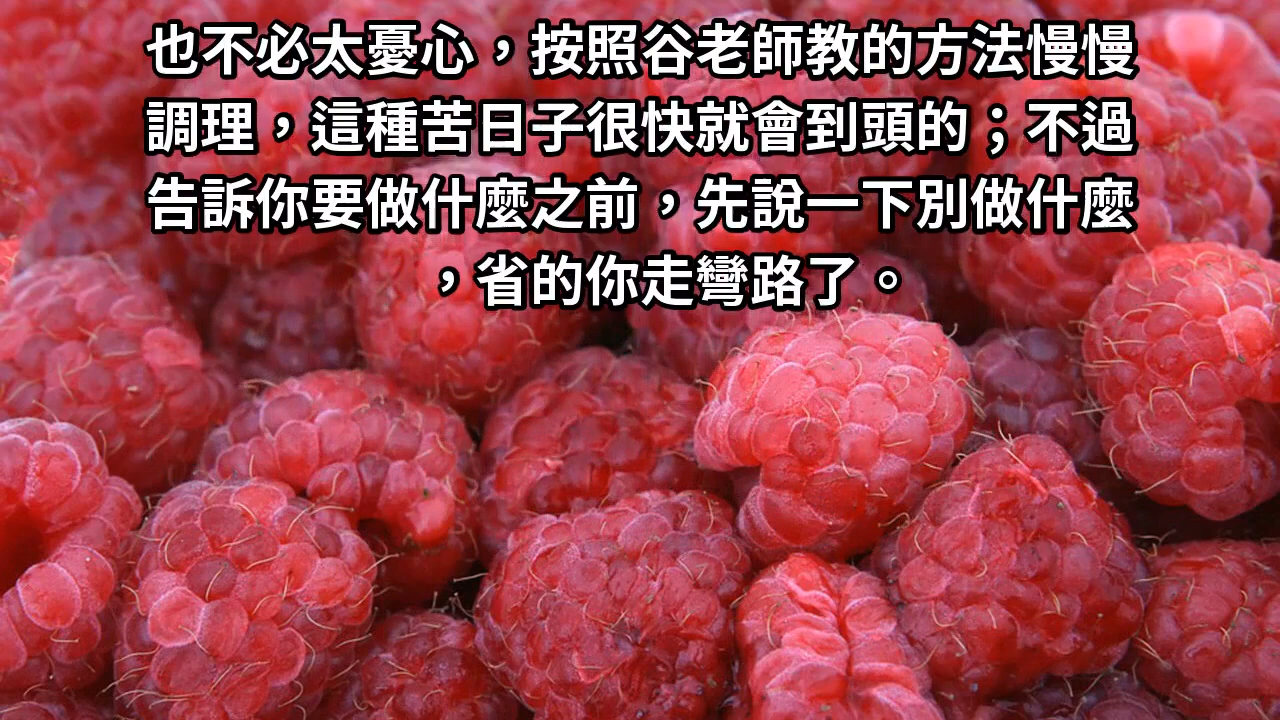 也不必太憂心，按照谷老師教的方法慢慢
調理，這種苦日子很快就會到頭的；不過
告訴你要做什麼之前，先說一下別做什麼
，省的你走彎路了。